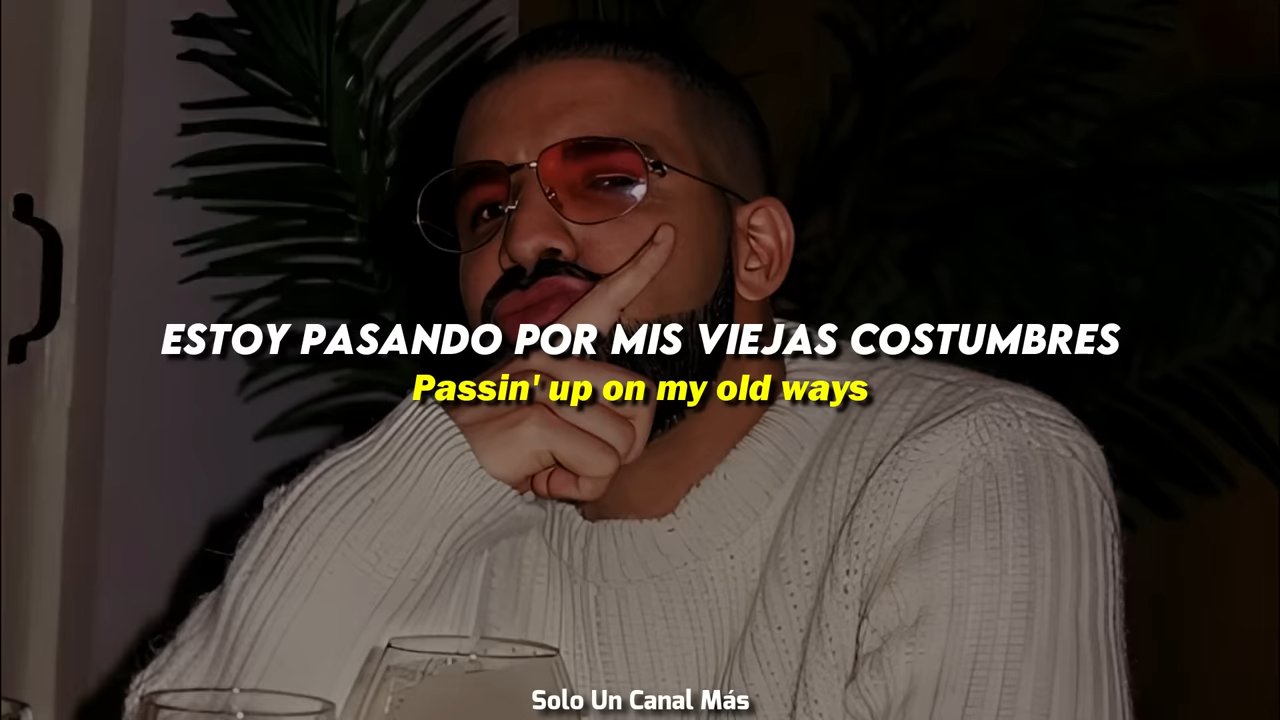 ESTOY PASANDO POR MIS VIEJAS COSTUMBRES
Passin' up on my old ways
Solo Un Canal Más